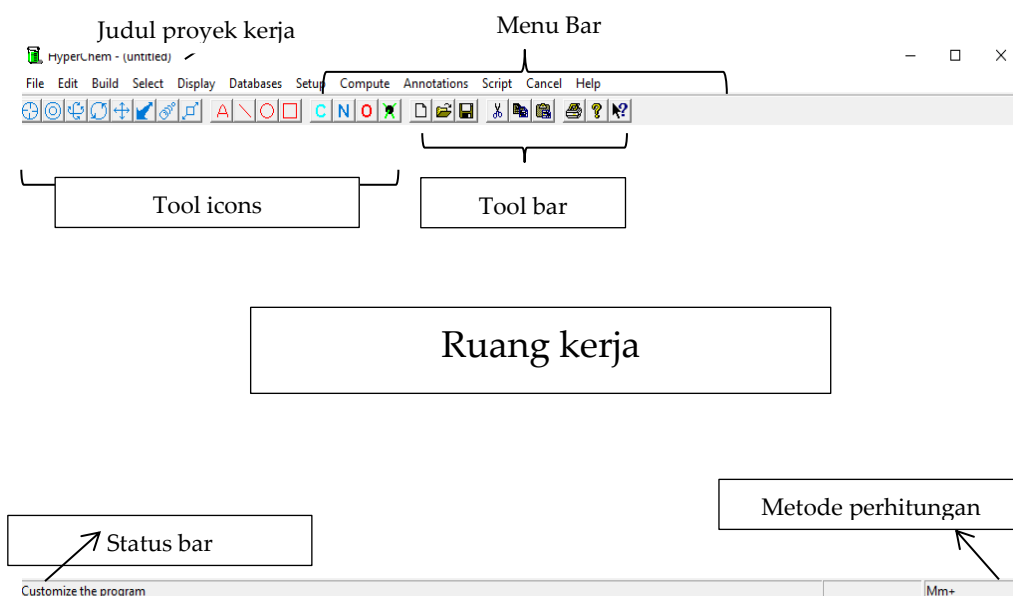 Judul proyek kerja
Menu Bar
HyperChem - (untitled)
File Edit Build Select Display Databases Setup Compute Annotations Script Cancel Help
A C N O
Tool icons
Tool bar
Ruang kerja
Metode perhitungan
Status bar
Customize the program
Mm+